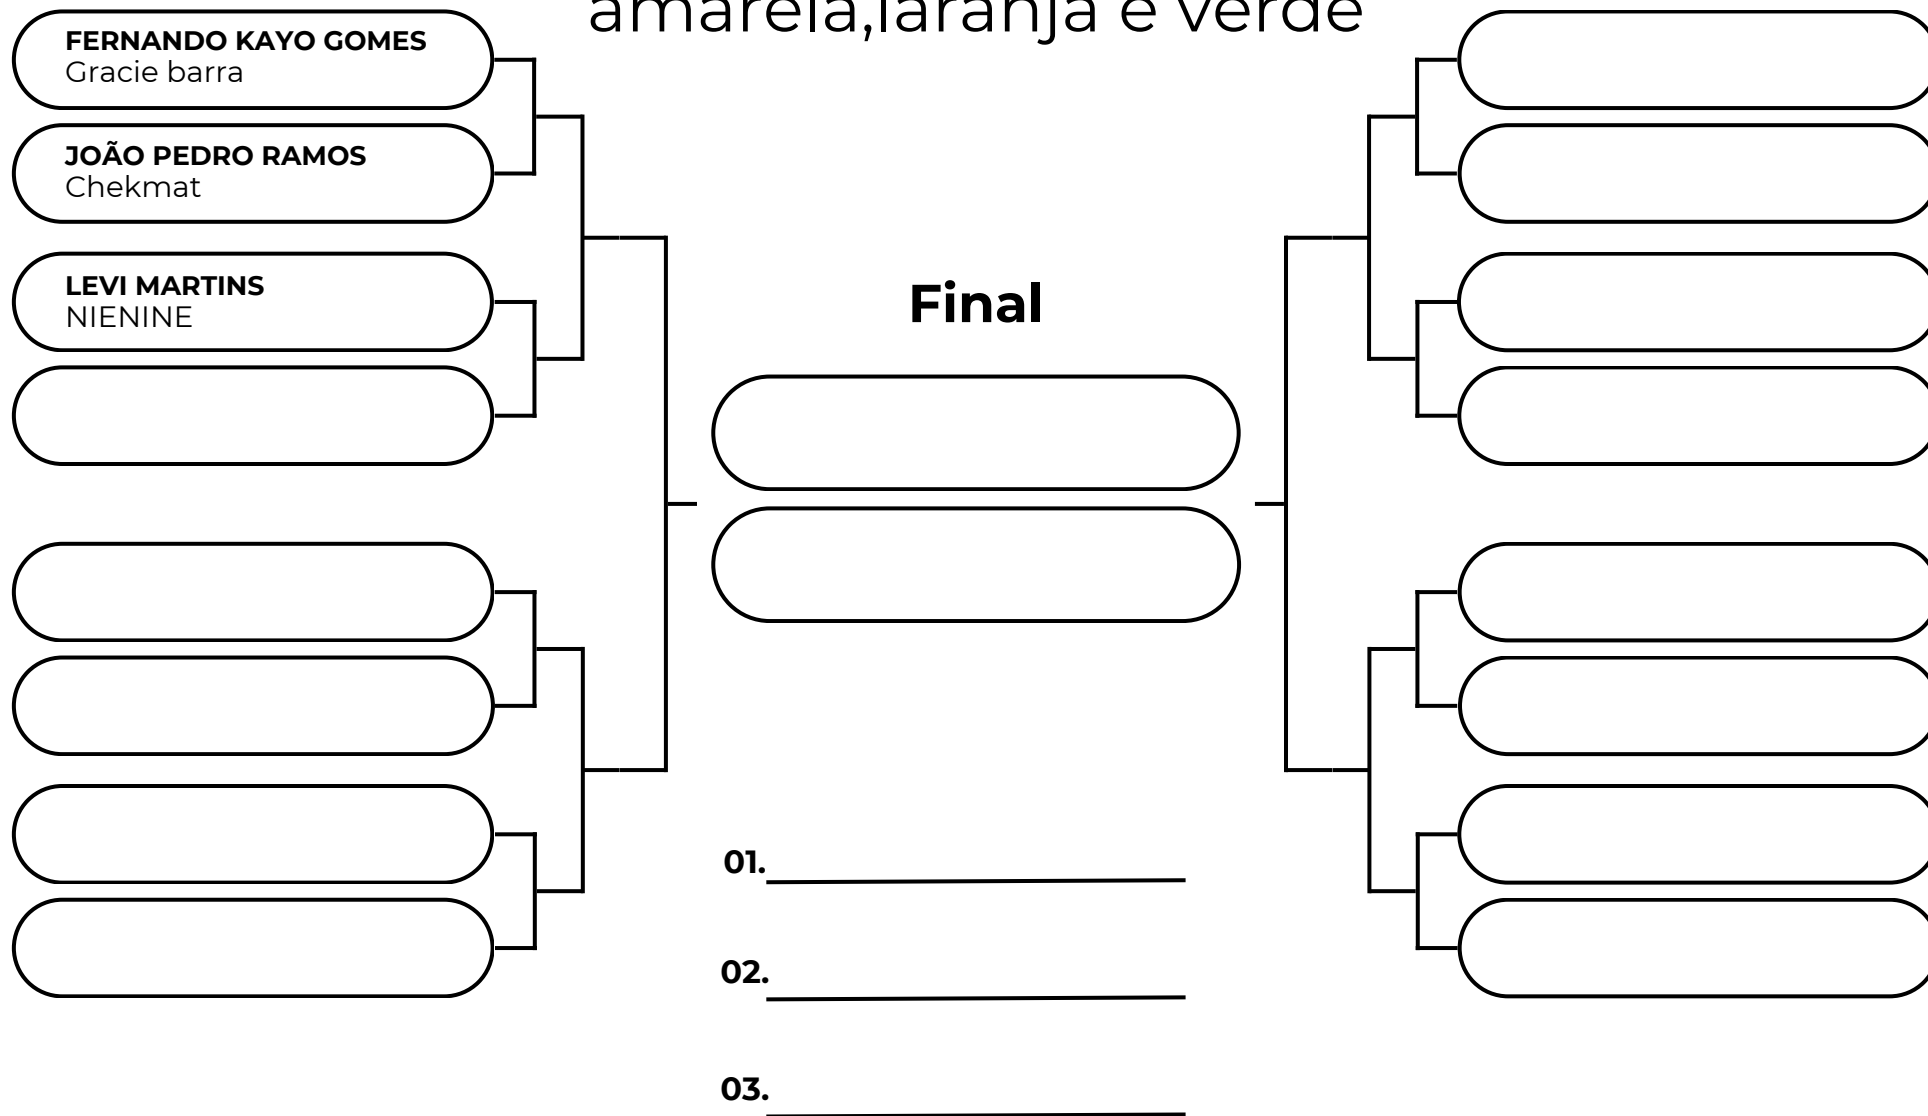 amarela,laranja e verde
FERNANDO KAYO GOMES
Gracie barra
JOÃO PEDRO RAMOS
Chekmat
LEVI MARTINS
NIENINE
Final
01.
02.
03.